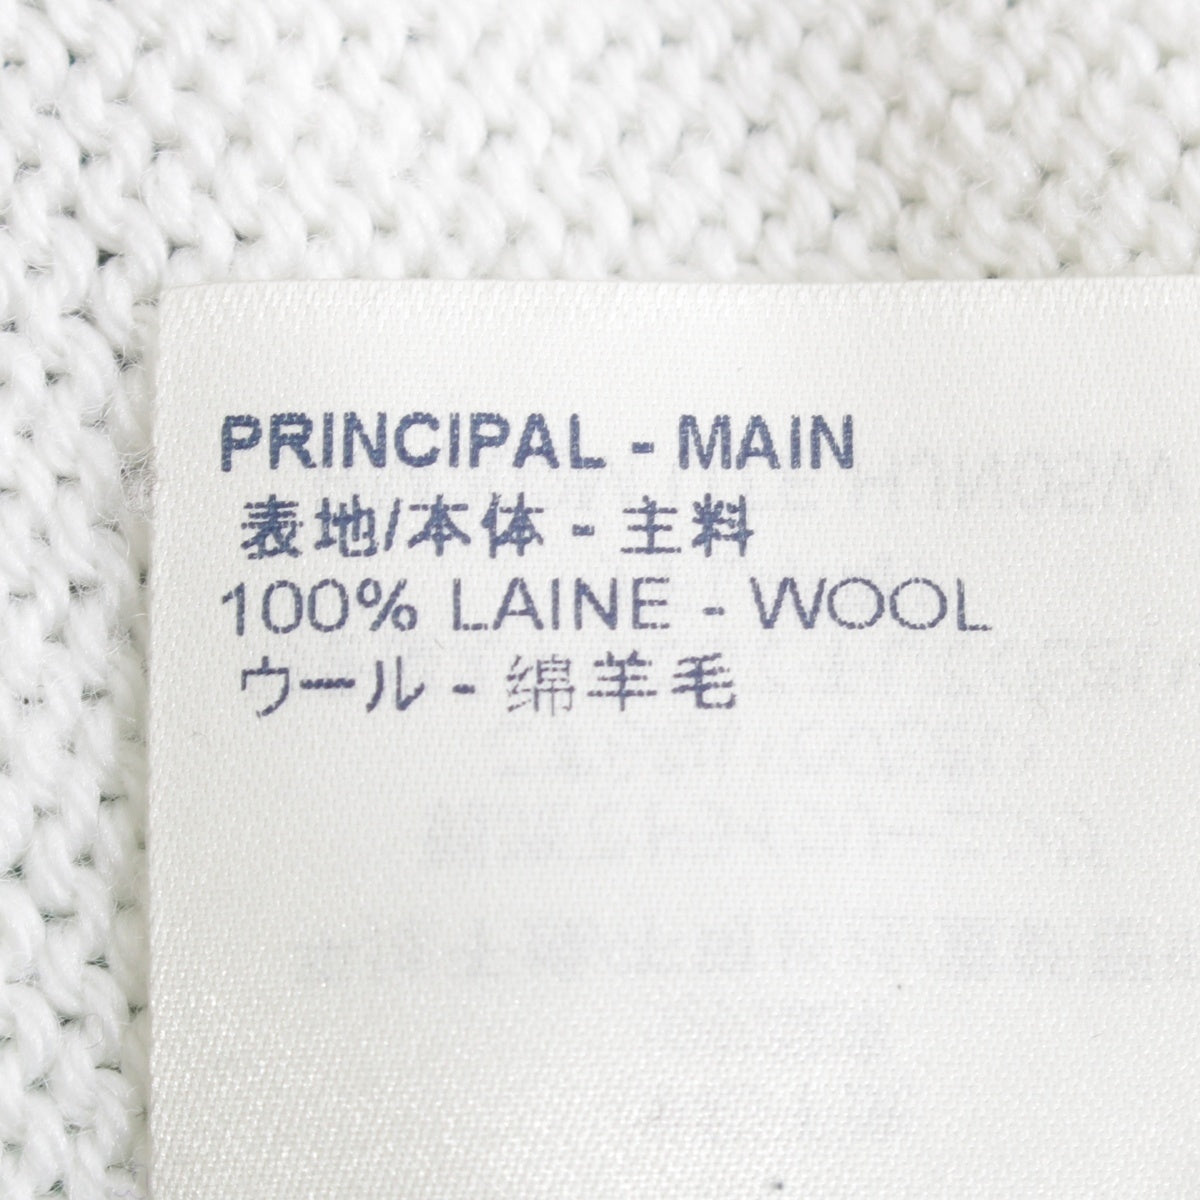 PRINCIPAL - MAIN
表地/本体 - 主料
100% LAINE - WOOL
ウール - 绵羊毛